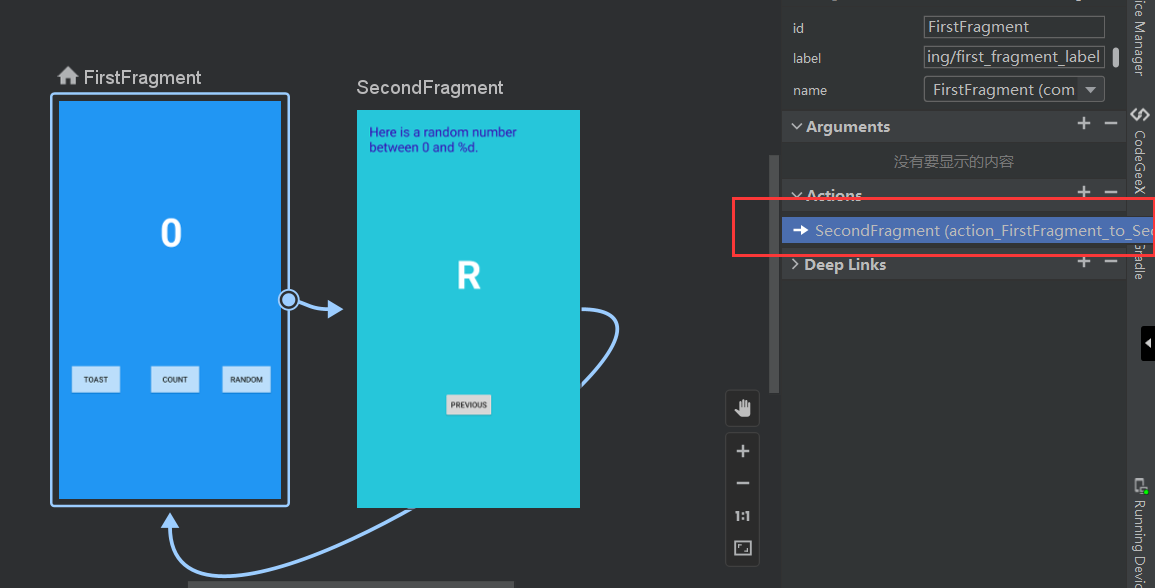 FirstFragment
0
TOAST
COUNT
RANDOM
SecondFragment
Here is a random number
between 0 and %d.
R
PREVIOUS
1:1
id
FirstFragment
label
ing/first_fragment_label
name
FirstFragment (com
Arguments
没有要显示的内容
Actions
SecondFragment (action_FirstFragment_to_Sec
Deep Links
ice Manager
CodeGeeX
Gradle
Running Devic